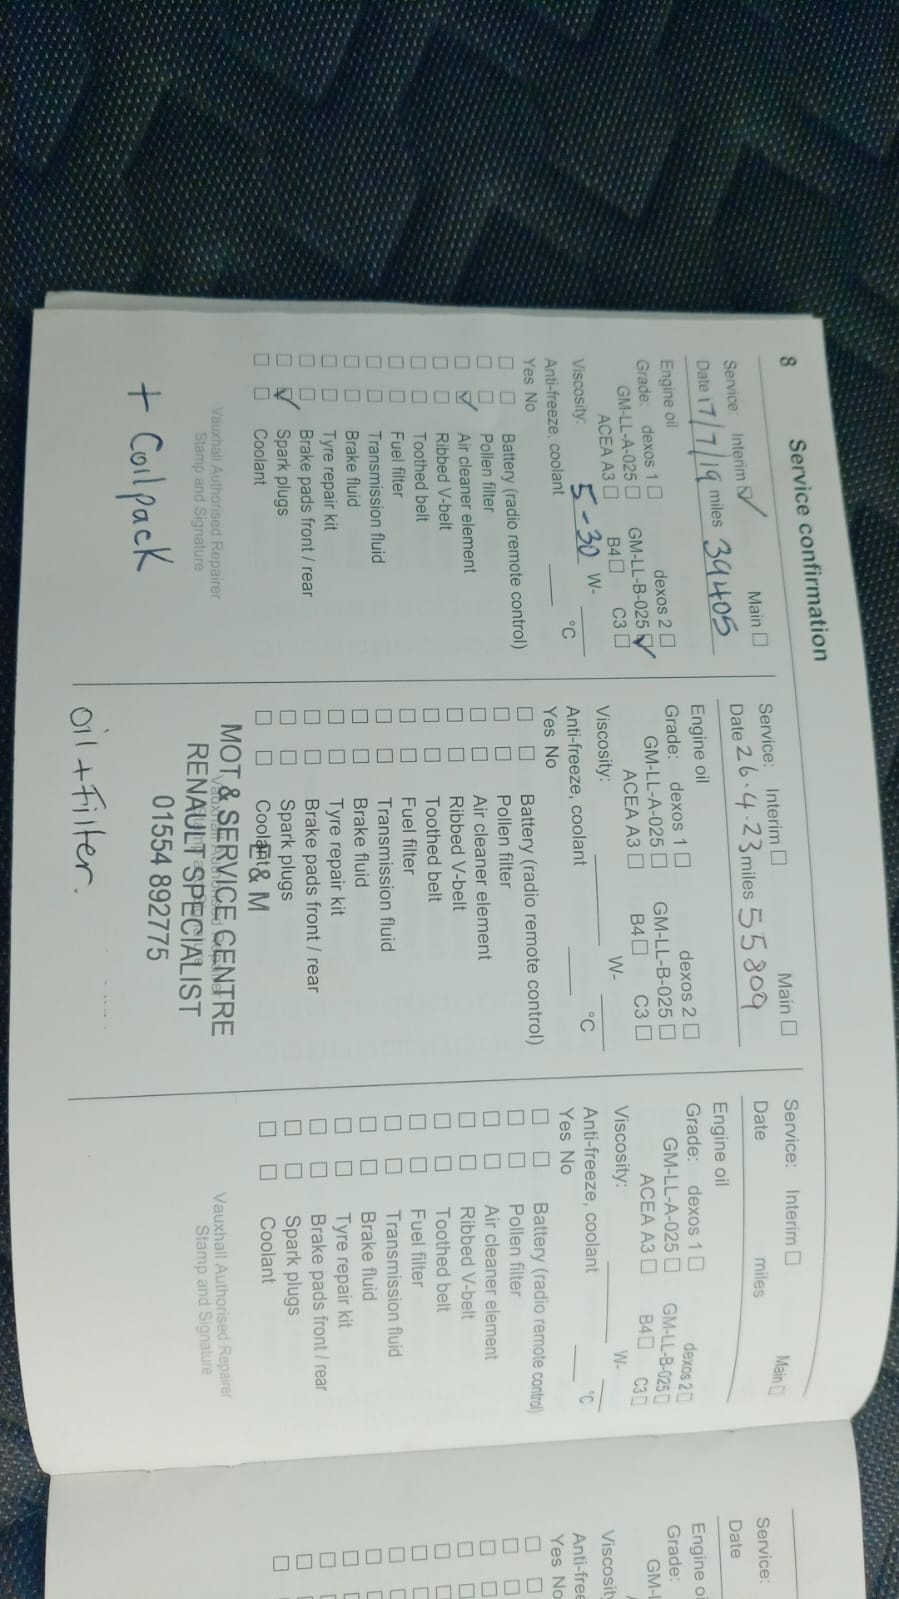 8 Service confirmation
Service: Interim Main
Date 17/7/19 miles 39405
Engine oil
Grade: dexos 1 dexos 2
GM-LL-A-025 GM-LL-B-025
ACEA A3 B4 C3
Viscosity: 5-30 W-
Anti-freeze, coolant °C
Yes No
Battery (radio remote control)
Pollen filter
Air cleaner element
Ribbed V-belt
Toothed belt
Fuel filter
Transmission fluid
Brake fluid
Tyre repair kit
Brake pads front / rear
Spark plugs
Coolant
Vauxhall Authorised Repairer
Stamp and Signature
+ Coilpack
Service: Interim Main
Date 26.4.23 miles 55809
Engine oil
Grade: dexos 1 dexos 2
GM-LL-A-025 GM-LL-B-025
ACEA A3 B4 C3
Viscosity: W-
Anti-freeze, coolant °C
Yes No
Battery (radio remote control)
Pollen filter
Air cleaner element
Ribbed V-belt
Toothed belt
Fuel filter
Transmission fluid
Brake fluid
Tyre repair kit
Brake pads front / rear
Spark plugs
Coolant
E & M
MOT & SERVICE CENTRE
RENAULT SPECIALIST
01554 892775
oil + Filter.
Service: Interim Main
Date miles
Engine oil
Grade: dexos 1 dexos 2
GM-LL-A-025 GM-LL-B-025
ACEA A3 B4 C3
Viscosity: W-
Anti-freeze, coolant °C
Yes No
Battery (radio remote control)
Pollen filter
Air cleaner element
Ribbed V-belt
Toothed belt
Fuel filter
Transmission fluid
Brake fluid
Tyre repair kit
Brake pads front / rear
Spark plugs
Coolant
Vauxhall Authorised Repairer
Stamp and Signature
Service:
Date
Engine
Grade:
GM-
Viscosity
Anti-free
Yes No